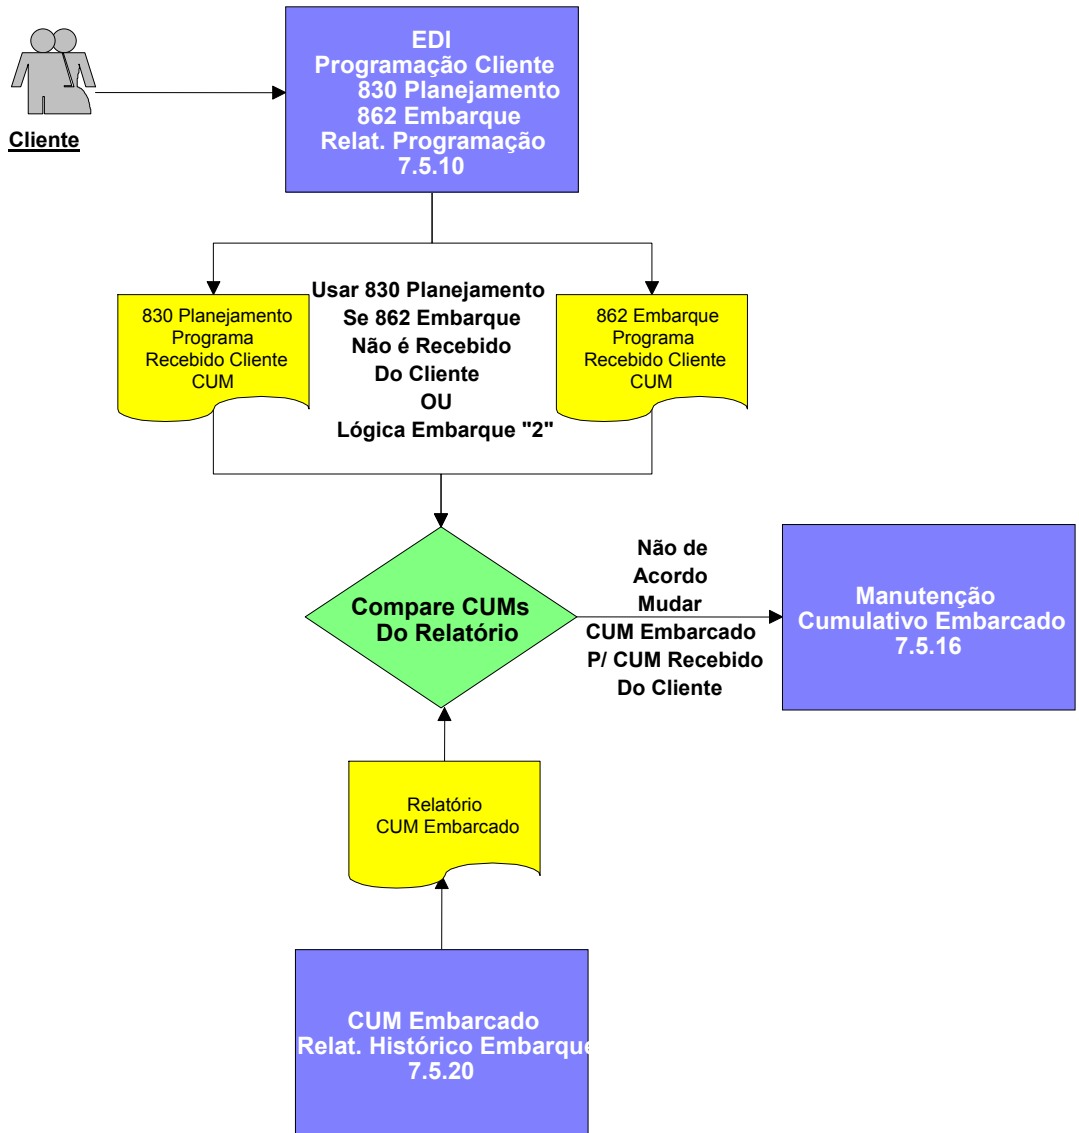 Cliente
EDI
Programação Cliente
830 Planejamento
862 Embarque
Relat. Programação
7.5.10
830 Planejamento
Programa
Recebido Cliente
CUM
Usar 830 Planejamento
Se 862 Embarque
Não é Recebido
Do Cliente
OU
Lógica Embarque "2"
862 Embarque
Programa
Recebido Cliente
CUM
Compare CUMs
Do Relatório
Não de
Acordo
Mudar
CUM Embarcado
P/ CUM Recebido
Do Cliente
Manutenção
Cumulativo Embarcado
7.5.16
Relatório
CUM Embarcado
CUM Embarcado
Relat. Histórico Embarque
7.5.20